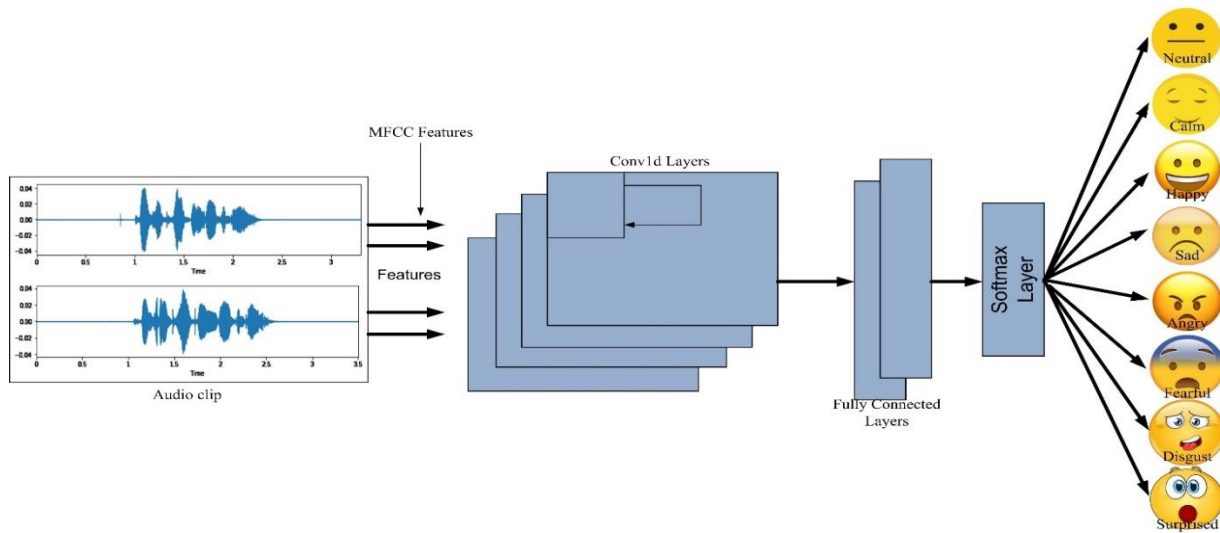 MFCC Features
Conv1d Layers
Features
0.04
0.02
0.00
−0.02
−0.04
0 0.5 1 1.5 2 2.5 3
Time
0.04
0.02
0.00
−0.02
−0.04
0 0.5 1 1.5 2 2.5 3 3.5
Time
Audio clip
Fully Connected
Layers
Softmax
Layer
Neutral
Calm
Happy
Sad
Angry
Fearful
Disgust
Surprised